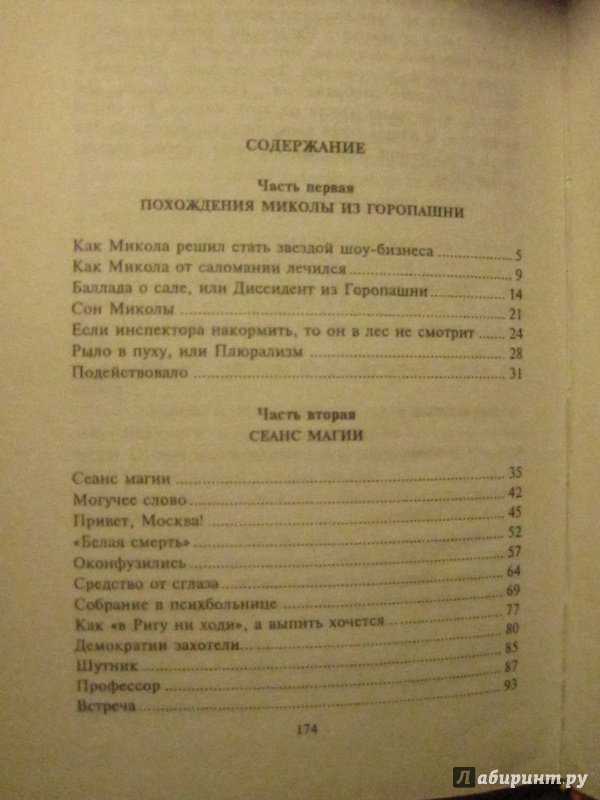 СОДЕРЖАНИЕ
Часть первая
ПОХОЖДЕНИЯ МИКОЛЫ ИЗ ГОРОПАШНИ
Как Микола решил стать звездой шоу-бизнеса 5
Как Микола от саломании лечился 9
Баллада о сале, или Диссидент из Горопашни 14
Сон Миколы 21
Если инспектора накормить, то он в лес не смотрит 24
Рыло в пуху, или Плюрализм 28
Подействовало 31
Часть вторая
СЕАНС МАГИИ
Сеанс магии 35
Могучее слово 42
Привет, Москва! 45
«Белая смерть» 52
Оконфузились 57
Средство от сглаза 64
Собрание в психбольнице 69
Как «в Ригу ни ходи», а выпить хочется 77
Демократии захотели 80
Шутник 85
Профессор 87
Встреча 93
174
Лабиринт.ру